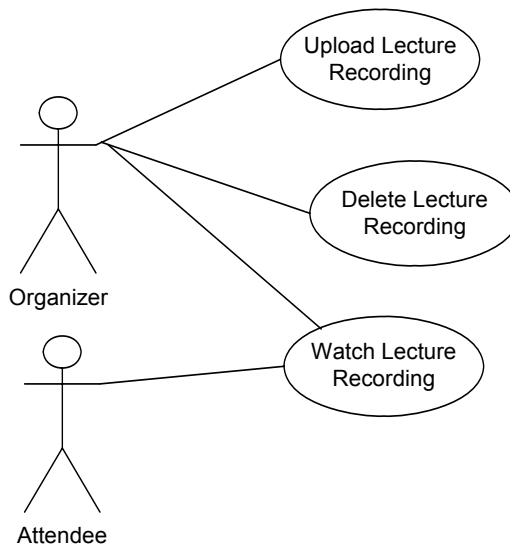 Upload Lecture
Recording
Delete Lecture
Recording
Organizer
Watch Lecture
Recording
Attendee